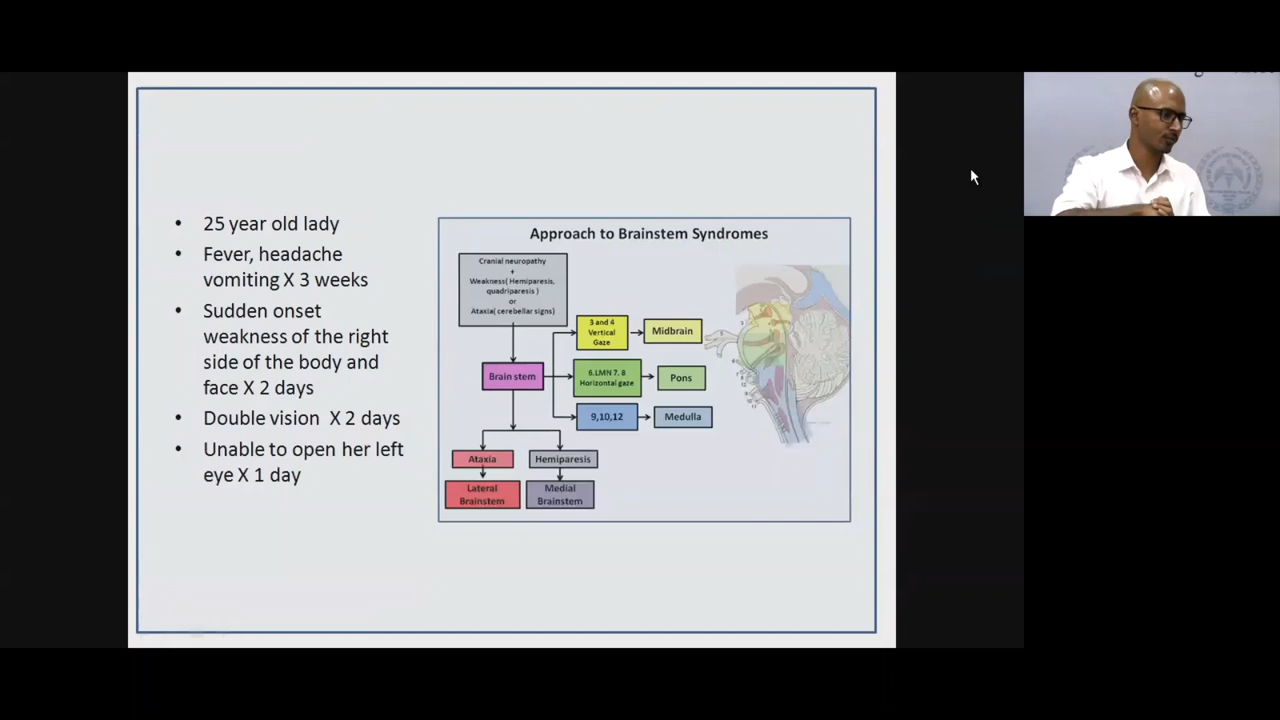 • 25 year old lady
• Fever, headache
vomiting X 3 weeks
• Sudden onset
weakness of the right
side of the body and
face X 2 days
• Double vision X 2 days
• Unable to open her left
eye X 1 day
Approach to Brainstem Syndromes
Cranial neuropathy
+
Weakness( Hemiparesis,
quadriparesis )
or
Ataxia( cerebellar signs)
3 and 4
Vertical
Gaze
Midbrain
Brain stem
6.LMN 7. 8
Horizontal gaze
Pons
9,10,12
Medulla
Ataxia
Hemiparesis
Lateral
Brainstem
Medial
Brainstem